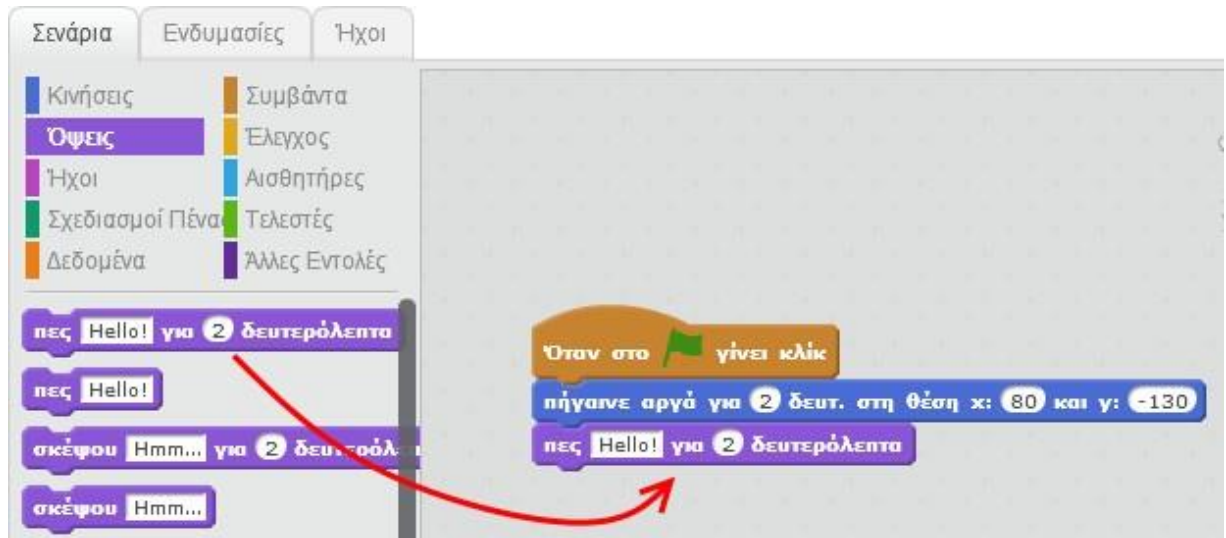 Σενάρια Ενδυμασίες Ήχοι
Κινήσεις Συμβάντα
Όψεις Έλεγχος
Ήχοι Αισθητήρες
Σχεδιασμοί Πένας Τελεστές
Δεδομένα Άλλες Εντολές
πες Hello! για 2 δευτερόλεπτα
πες Hello!
σκέψου Hmm... για 2
σκέψου Hmm...
Όταν στο γίνει κλίκ
πήγαινε αργά για 2 δευτ. στη θέση x: 80 και y: -130
πες Hello! για 2 δευτερόλεπτα